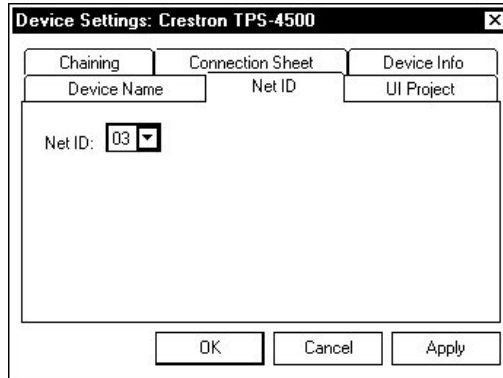 Device Settings: Crestron TPS-4500
Chaining Connection Sheet Device Info
Device Name Net ID UI Project
Net ID: 03
OK Cancel Apply